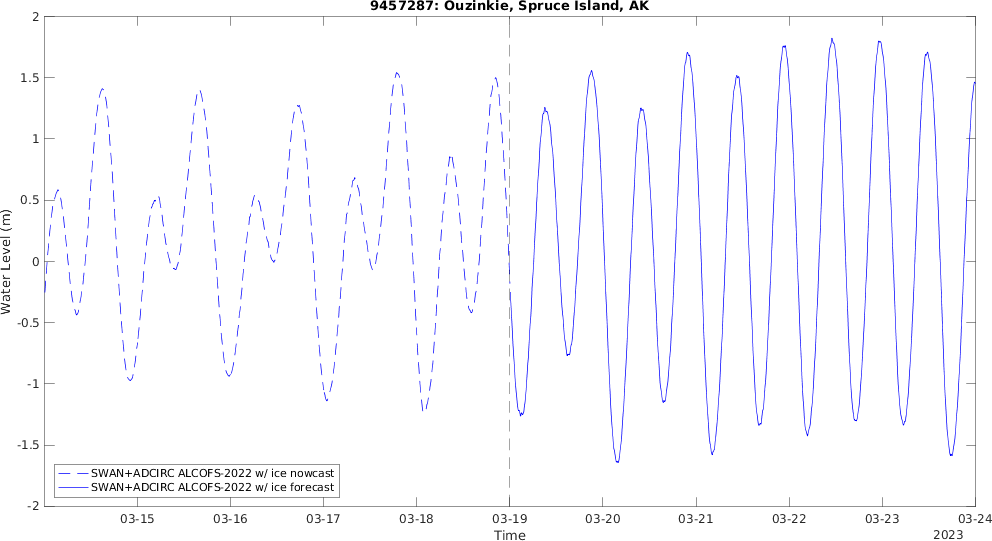 9457287: Ouzinkie, Spruce Island, AK
2
1.5
1
0.5
0
-0.5
-1
-1.5
-2
Water Level (m)
SWAN+ADCIRC ALCOFS-2022 w/ ice nowcast
SWAN+ADCIRC ALCOFS-2022 w/ ice forecast
03-15 03-16 03-17 03-18 03-19 03-20 03-21 03-22 03-23 03-24
Time
2023